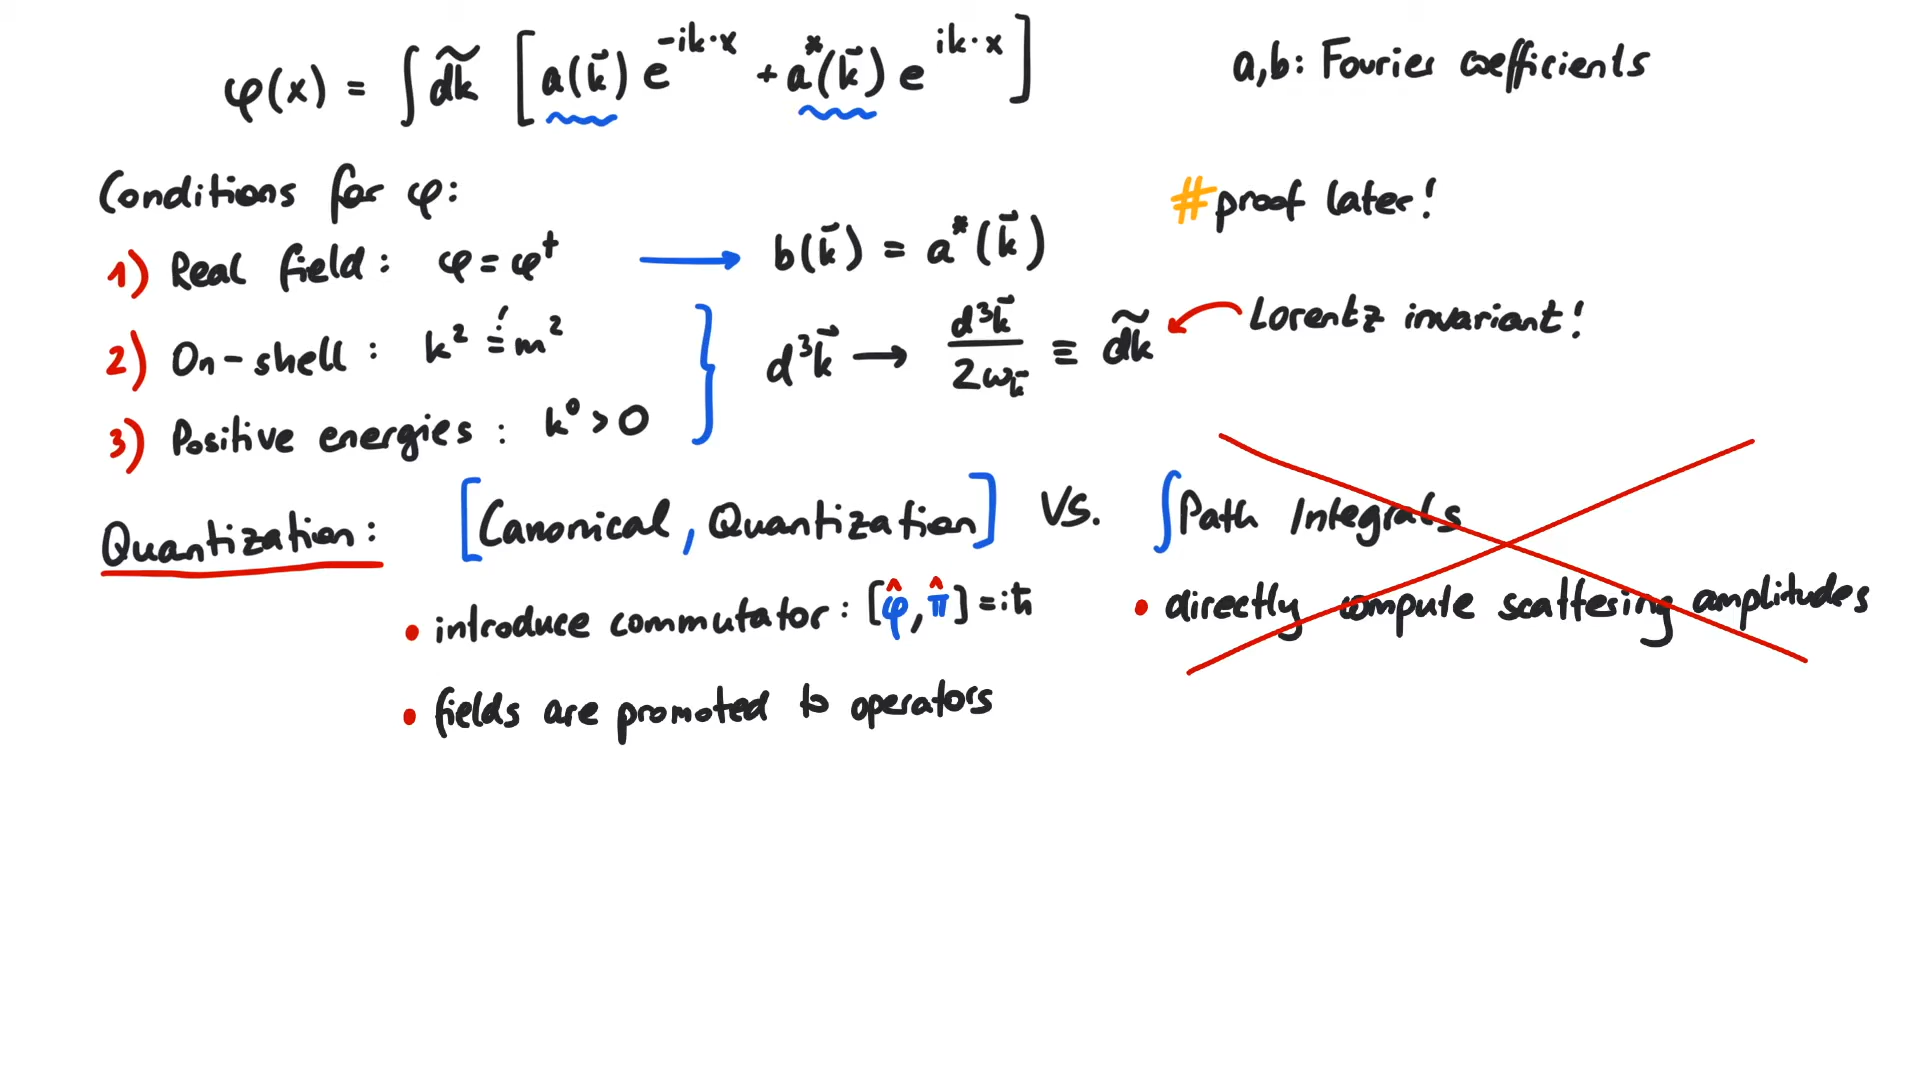 φ(x) = ∫ d̃k [a(k⃗) e^{-ik·x} + a*(k⃗) e^{ik·x}]
a,b: Fourier coefficients
Conditions for φ:
#proof later!
1) Real field: φ = φ† → b(k⃗) = a*(k⃗)
2) On-shell: k² =! m²
d³k⃗ → d³k⃗ / 2ω_k⃗ ≡ d̃k
Lorentz invariant!
3) Positive energies: k⁰ > 0
Quantization: [Canonical, Quantization] vs. ∫Path Integrals
• introduce commutator: [φ̂, π̂] = iħ
• directly compute scattering amplitudes
• fields are promoted to operators